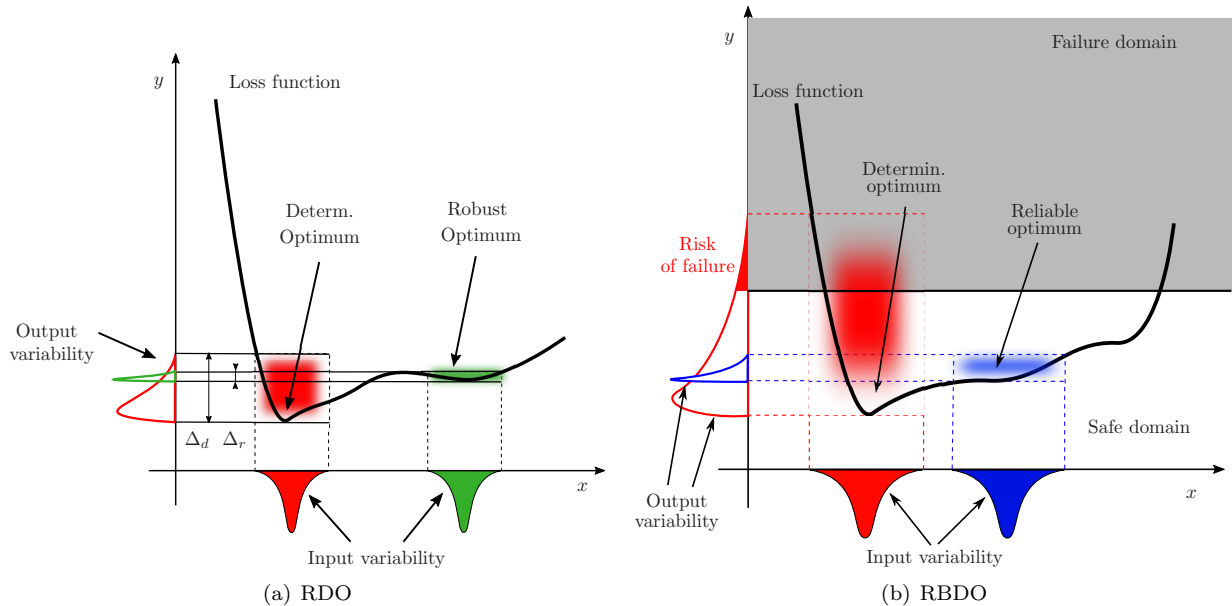 y
Loss function
Determ.
Optimum
Robust
Optimum
Output
variability
Δ_d
Δ_r
x
Input variability
(a) RDO
y
Failure domain
Loss function
Determin.
optimum
Reliable
optimum
Risk
of failure
Safe domain
Output
variability
x
Input variability
(b) RBDO